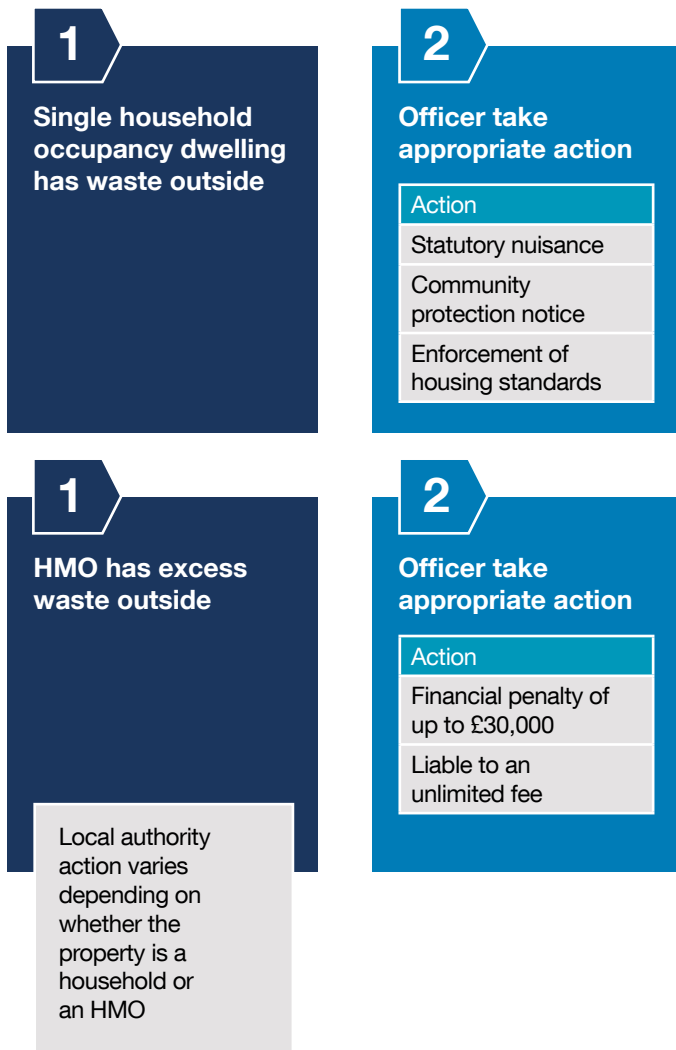 1
Single household
occupancy dwelling
has waste outside
2
Officer take
appropriate action
Action
Statutory nuisance
Community
protection notice
Enforcement of
housing standards
1
HMO has excess
waste outside
Local authority
action varies
depending on
whether the
property is a
household or
an HMO
2
Officer take
appropriate action
Action
Financial penalty of
up to £30,000
Liable to an
unlimited fee